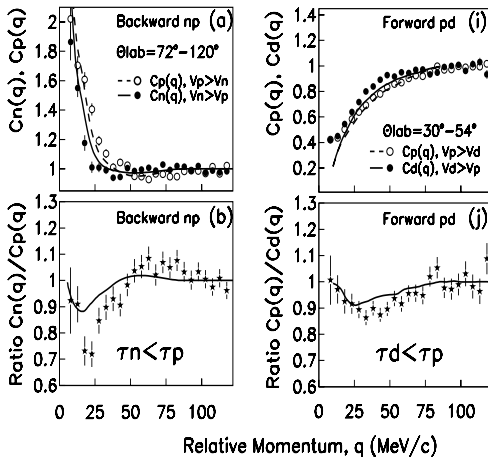 Backward np (a)
Θlab=72°-120°
Cp(q), Vp>Vn
Cn(q), Vn>Vp
Cn(q), Cp(q)
2
1.8
1.6
1.4
1.2
1
Forward pd (i)
Θlab=30°-54°
Cp(q), Vp>Vd
Cd(q), Vd>Vp
Cp(q), Cd(q)
1.4
1.2
1
0.8
0.6
0.4
0.2
0
Backward np (b)
τn<τp
Ratio Cn(q)/Cp(q)
1.3
1.2
1.1
1
0.9
0.8
0.7
0.6
0 25 50 75 100
Forward pd (j)
τd<τp
Ratio Cp(q)/Cd(q)
1.4
1.3
1.2
1.1
1
0.9
0.8
0.7
0.6
0 25 50 75 100
Relative Momentum, q (MeV/c)